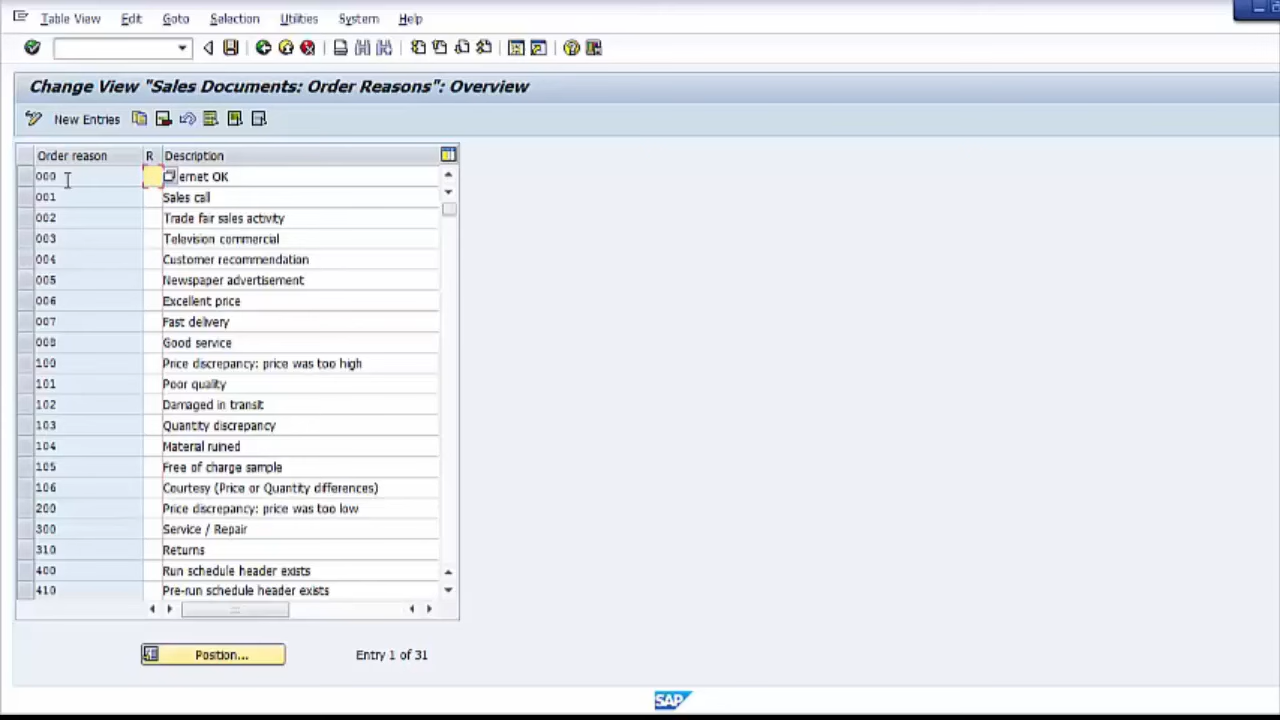 Table View Edit Goto Selection Utilities System Help
Change View "Sales Documents: Order Reasons": Overview
New Entries
Order reason R Description
000 ernet OK
001 Sales call
002 Trade fair sales activity
003 Television commercial
004 Customer recommendation
005 Newspaper advertisement
006 Excellent price
007 Fast delivery
008 Good service
100 Price discrepancy: price was too high
101 Poor quality
102 Damaged in transit
103 Quantity discrepancy
104 Material ruined
105 Free of charge sample
106 Courtesy (Price or Quantity differences)
200 Price discrepancy: price was too low
300 Service / Repair
310 Returns
400 Run schedule header exists
410 Pre-run schedule header exists
Position... Entry 1 of 31
SAP